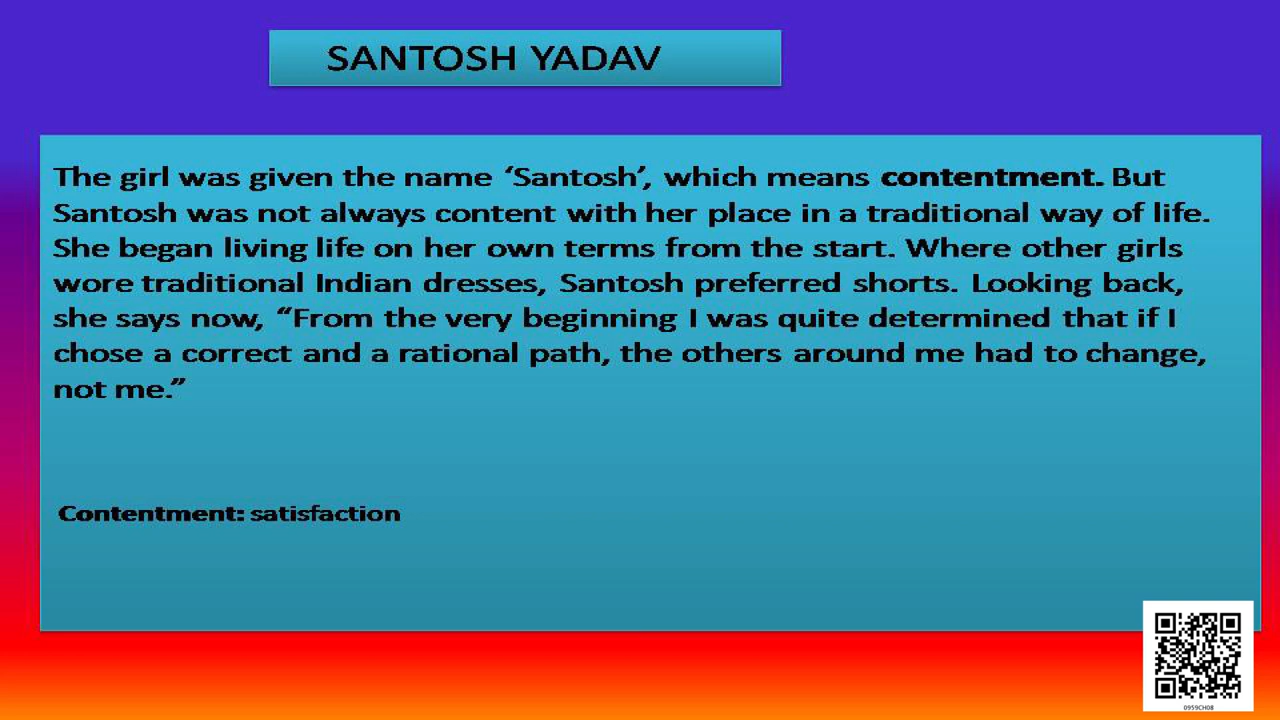 SANTOSH YADAV
The girl was given the name ‘Santosh’, which means contentment. But
Santosh was not always content with her place in a traditional way of life.
She began living life on her own terms from the start. Where other girls
wore traditional Indian dresses, Santosh preferred shorts. Looking back,
she says now, “From the very beginning I was quite determined that if I
chose a correct and a rational path, the others around me had to change,
not me.”
Contentment: satisfaction
0959CH08